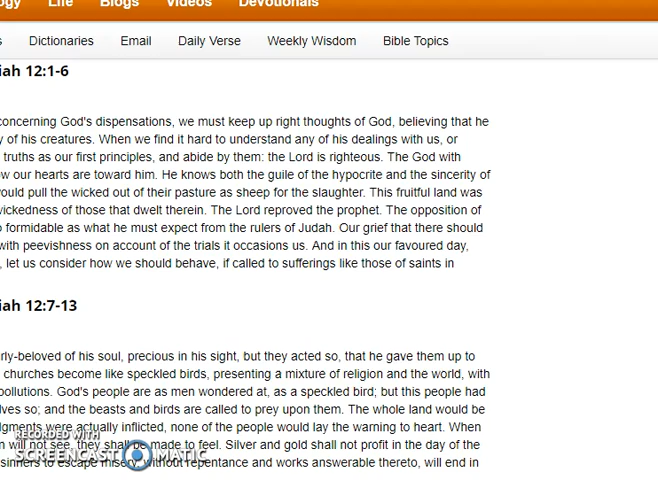 Life Blogs Videos Devotionals
Dictionaries Email Daily Verse Weekly Wisdom Bible Topics
iah 12:1-6
concerning God's dispensations, we must keep up right thoughts of God, believing that he
y of his creatures. When we find it hard to understand any of his dealings with us, or
truths as our first principles, and abide by them: the Lord is righteous. The God with
ow our hearts are toward him. He knows both the guile of the hypocrite and the sincerity of
ould pull the wicked out of their pasture as sheep for the slaughter. This fruitful land was
wickedness of those that dwelt therein. The Lord reproved the prophet. The opposition of
o formidable as what he must expect from the rulers of Judah. Our grief that there should
with peevishness on account of the trials it occasions us. And in this our favoured day,
, let us consider how we should behave, if called to sufferings like those of saints in
iah 12:7-13
rly-beloved of his soul, precious in his sight, but they acted so, that he gave them up to
churches become like speckled birds, presenting a mixture of religion and the world, with
pollutions. God's people are as men wondered at, as a speckled bird; but this people had
lves so; and the beasts and birds are called to prey upon them. The whole land would be
dgments were actually inflicted, none of the people would lay the warning to heart. When
n will not see, they shall be made to feel. Silver and gold shall not profit in the day of the
sinners to escape misery, without repentance and works answerable thereto, will end in
RECORDED WITH
SCREENCAST MATIC